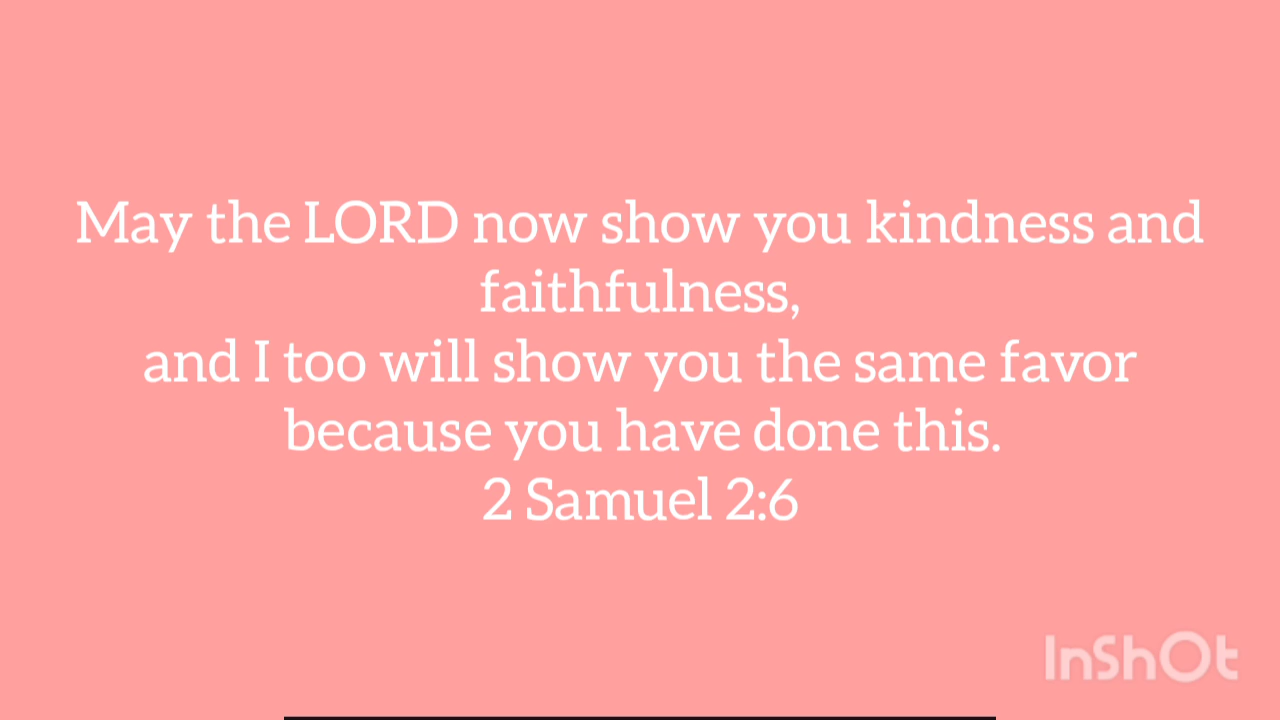 May the LORD now show you kindness and
faithfulness,
and I too will show you the same favor
because you have done this.
2 Samuel 2:6
InShOt